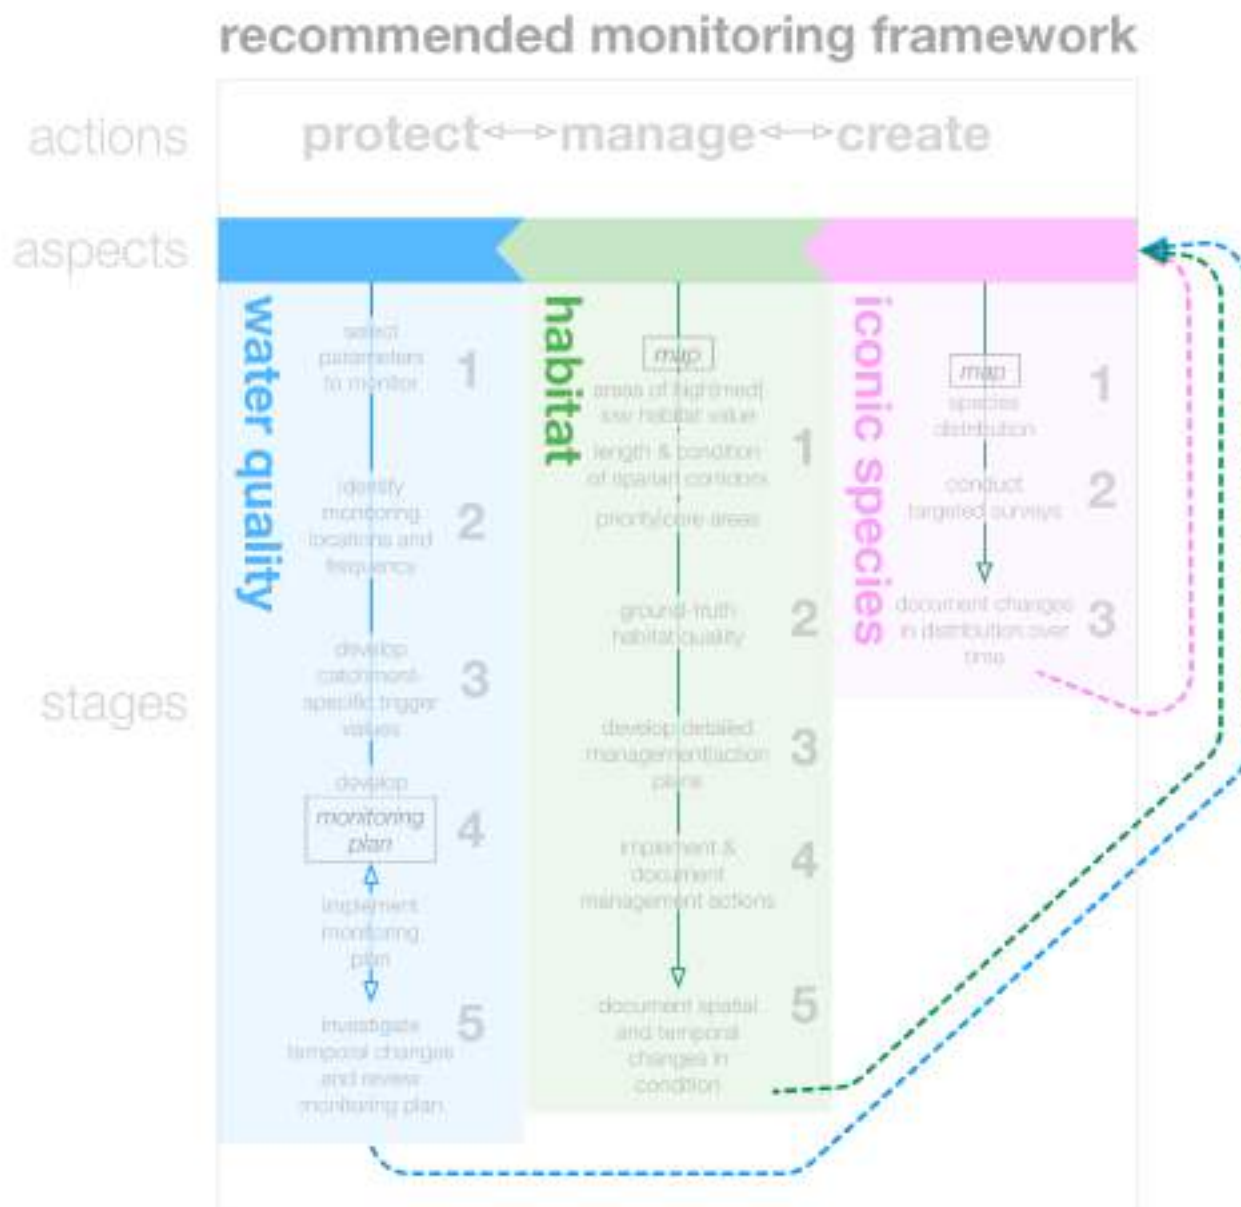 recommended monitoring framework
actions
protect manage create
aspects
water quality
select
parameters
to monitor
1
identify
monitoring
locations and
frequency
2
develop
catchment-
specific trigger
values
3
develop
monitoring
plan
4
implement
monitoring
plan
investigate
temporal changes
and review
monitoring plan
5
habitat
map
areas of high|med|
low habitat value
length & condition
of riparian corridors
priority/core areas
1
ground-truth
habitat quality
2
develop detailed
management/action
plans
3
implement &
document
management actions
4
document spatial
and temporal
changes in
condition
5
iconic species
map
species
distribution
1
conduct
targeted surveys
2
document changes
in distribution over
time
3
stages